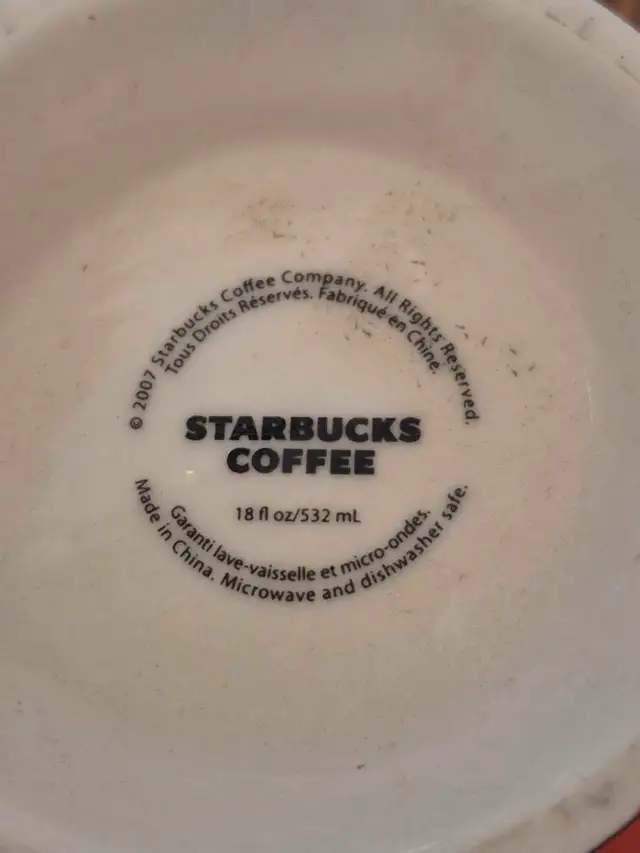 © 2007 Starbucks Coffee Company. All Rights Reserved.
Tous Droits Réservés. Fabriqué en Chine.
STARBUCKS
COFFEE
18 fl oz/532 mL
Garanti lave-vaisselle et micro-ondes.
Made in China. Microwave and dishwasher safe.